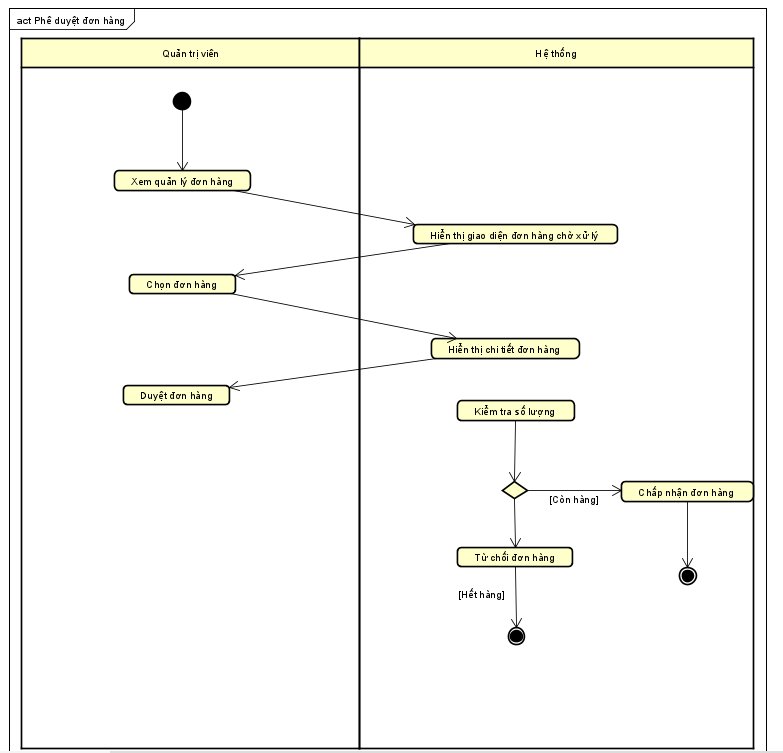 act Phê duyệt đơn hàng
Quản trị viên
Hệ thống
Xem quản lý đơn hàng
Hiển thị giao diện đơn hàng chờ xử lý
Chọn đơn hàng
Hiển thị chi tiết đơn hàng
Duyệt đơn hàng
Kiểm tra số lượng
[Còn hàng]
Chấp nhận đơn hàng
Từ chối đơn hàng
[Hết hàng]